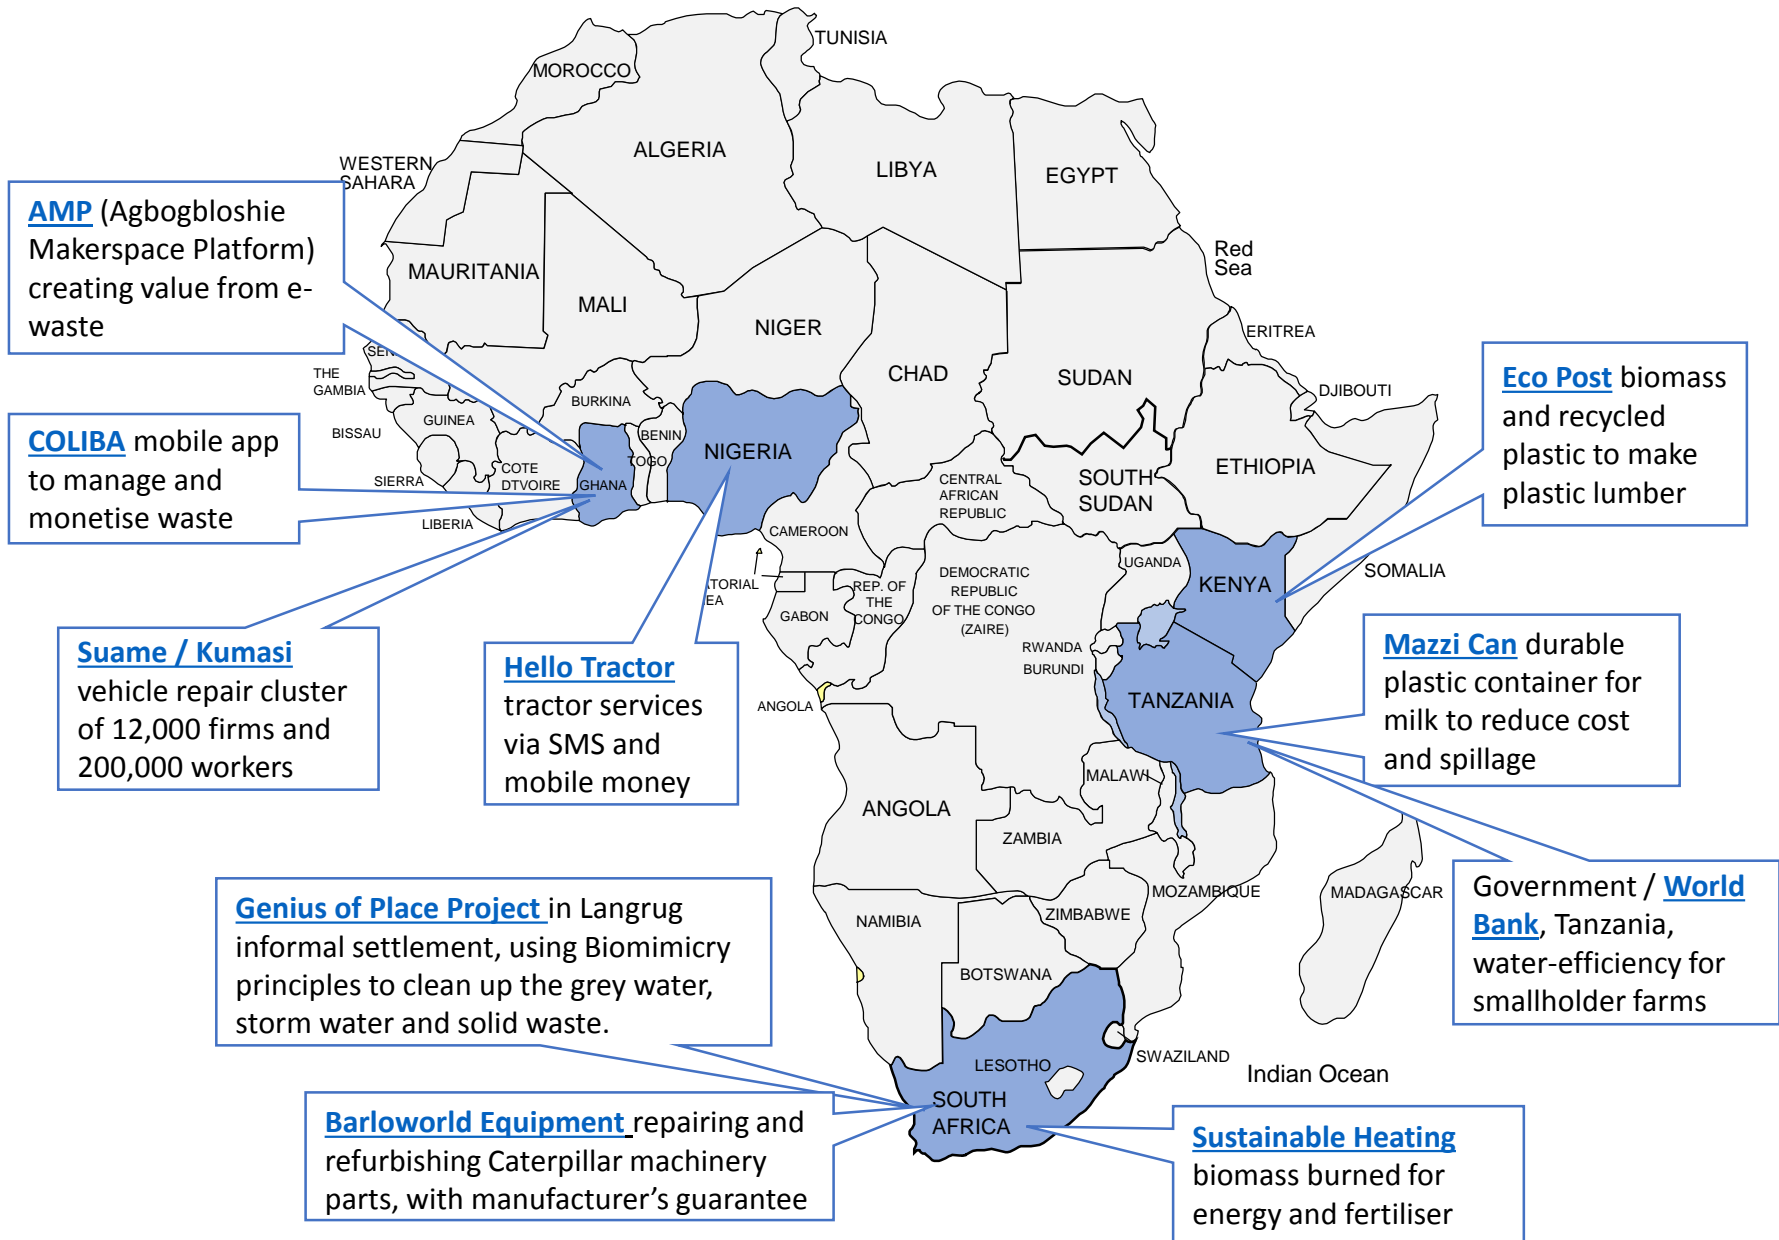 TUNISIA
MOROCCO
ALGERIA
LIBYA
EGYPT
WESTERN
SAHARA
AMP (Agbogbloshie
Makerspace Platform)
creating value from e-
waste
Red
Sea
MAURITANIA
MALI
NIGER
CHAD
SUDAN
ERITREA
DJIBOUTI
SEN
THE
GAMBIA
GUINEA
BISSAU
SIERRA
LIBERIA
COTE
DTVOIRE
BURKINA
GHANA
TOGO
BENIN
NIGERIA
CENTRAL
AFRICAN
REPUBLIC
SOUTH
SUDAN
ETHIOPIA
Eco Post biomass
and recycled
plastic to make
plastic lumber
COLIBA mobile app
to manage and
monetise waste
CAMEROON
ATORIAL
EA
GABON
REP. OF
THE
CONGO
DEMOCRATIC
REPUBLIC
OF THE CONGO
(ZAIRE)
UGANDA
KENYA
SOMALIA
RWANDA
BURUNDI
TANZANIA
Suame / Kumasi
vehicle repair cluster
of 12,000 firms and
200,000 workers
Hello Tractor
tractor services
via SMS and
mobile money
Mazzi Can durable
plastic container for
milk to reduce cost
and spillage
ANGOLA
ANGOLA
MALAWI
ZAMBIA
MOZAMBIQUE
MADAGASCAR
NAMIBIA
ZIMBABWE
BOTSWANA
Genius of Place Project in Langrug
informal settlement, using Biomimicry
principles to clean up the grey water,
storm water and solid waste.
Government / World
Bank, Tanzania,
water-efficiency for
smallholder farms
SWAZILAND
LESOTHO
Indian Ocean
SOUTH
AFRICA
Barloworld Equipment repairing and
refurbishing Caterpillar machinery
parts, with manufacturer’s guarantee
Sustainable Heating
biomass burned for
energy and fertiliser